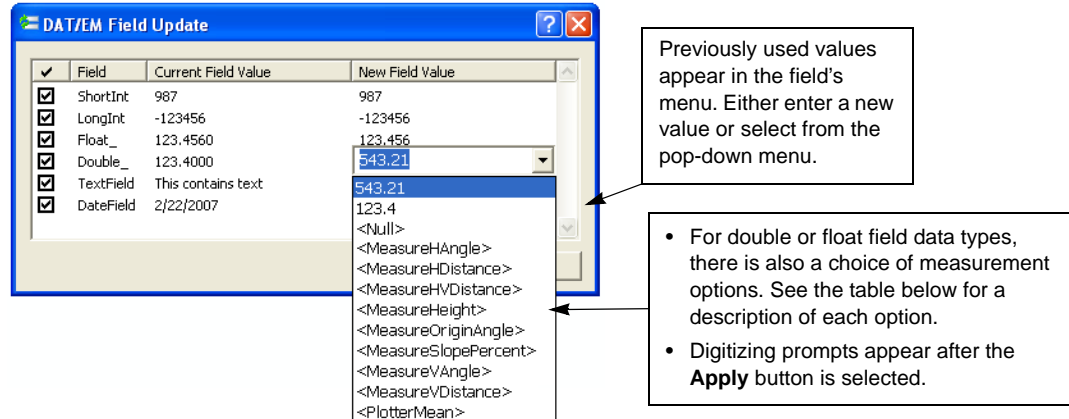 DAT/EM Field Update
Field Current Field Value New Field Value
ShortInt 987 987
LongInt -123456 -123456
Float_ 123.4560 123.456
Double_ 123.4000 543.21
TextField This contains text
DateField 2/22/2007
543.21
123.4
<Null>
<MeasureHAngle>
<MeasureHDistance>
<MeasureHVDistance>
<MeasureHeight>
<MeasureOriginAngle>
<MeasureSlopePercent>
<MeasureVAngle>
<MeasureVDistance>
<PlotterMean>
Previously used values
appear in the field's
menu. Either enter a new
value or select from the
pop-down menu.
• For double or float field data types,
there is also a choice of measurement
options. See the table below for a
description of each option.
• Digitizing prompts appear after the
Apply button is selected.